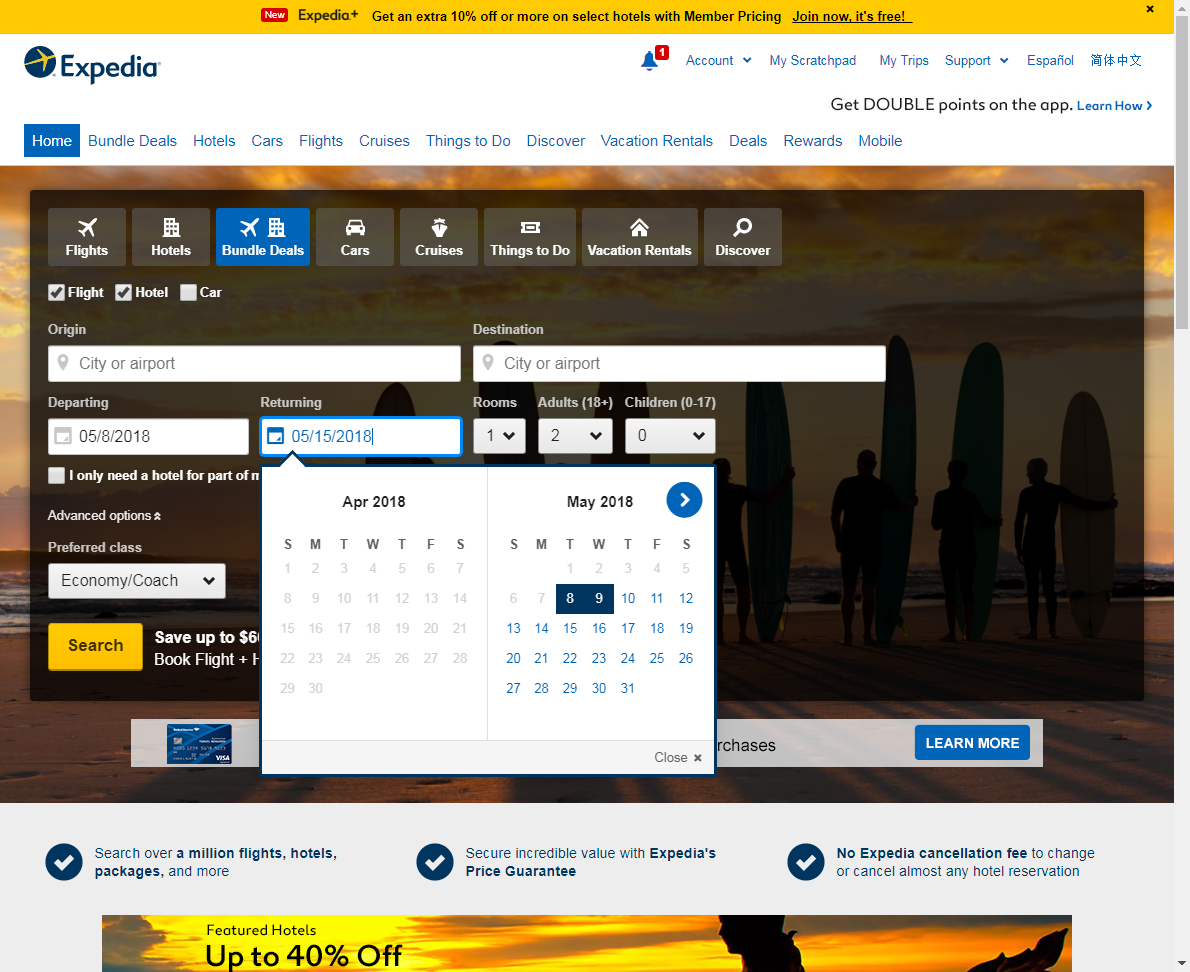 New Expedia+ Get an extra 10% off or more on select hotels with Member Pricing Join now, it's free!
Expedia
1 Account My Scratchpad My Trips Support Español 简体中文
Get DOUBLE points on the app. Learn How
Home Bundle Deals Hotels Cars Flights Cruises Things to Do Discover Vacation Rentals Deals Rewards Mobile
Flights Hotels Bundle Deals Cars Cruises Things to Do Vacation Rentals Discover
Flight Hotel Car
Origin Destination
City or airport City or airport
Departing Returning Rooms Adults (18+) Children (0-17)
05/8/2018 05/15/2018 1 2 0
I only need a hotel for part of m
Advanced options
Preferred class
Economy/Coach
Search
Save up to $60
Book Flight + H
Apr 2018
S M T W T F S
1 2 3 4 5 6 7
8 9 10 11 12 13 14
15 16 17 18 19 20 21
22 23 24 25 26 27 28
29 30
May 2018
S M T W T F S
1 2 3 4 5
6 7 8 9 10 11 12
13 14 15 16 17 18 19
20 21 22 23 24 25 26
27 28 29 30 31
Close
VISA
rchases
LEARN MORE
Search over a million flights, hotels,
packages, and more
Secure incredible value with Expedia's
Price Guarantee
No Expedia cancellation fee to change
or cancel almost any hotel reservation
Featured Hotels
Up to 40% Off